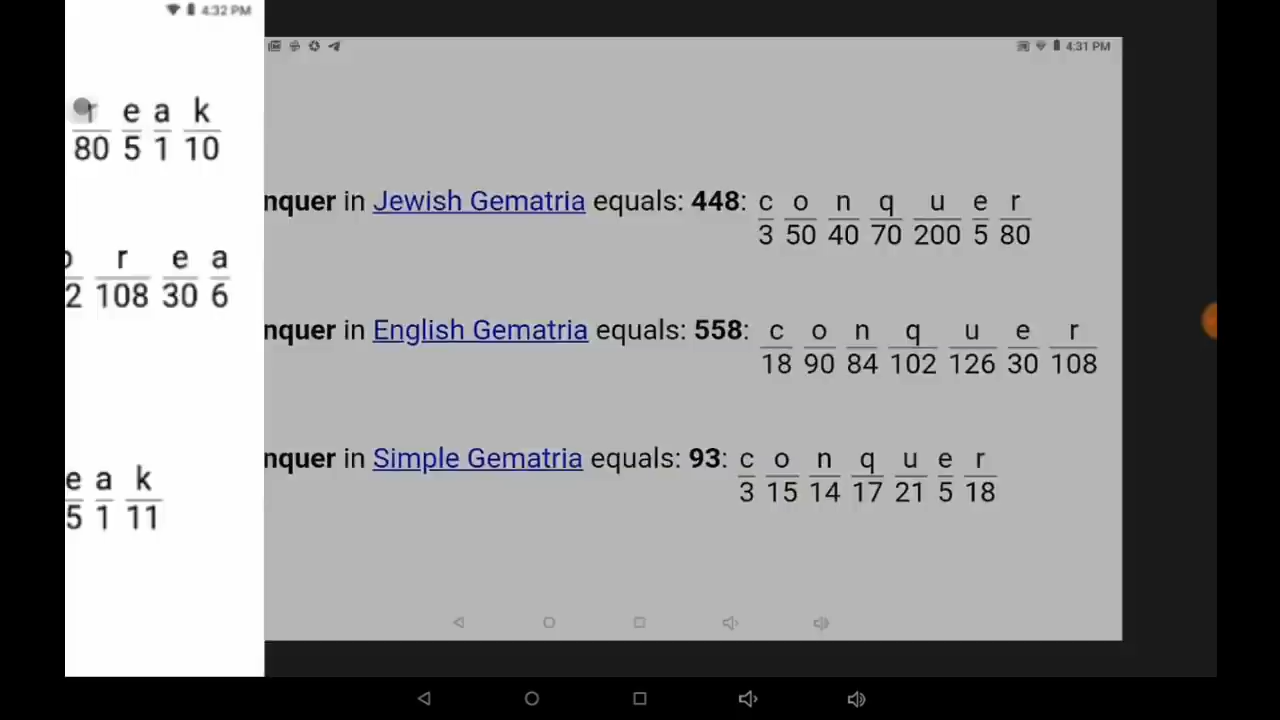 4:32 PM
r e a k
80 5 1 10
r e a
2 108 30 6
e a k
5 1 11
4:31 PM
nquer in Jewish Gematria equals: 448: c o n q u e r
3 50 40 70 200 5 80
nquer in English Gematria equals: 558: c o n q u e r
18 90 84 102 126 30 108
nquer in Simple Gematria equals: 93: c o n q u e r
3 15 14 17 21 5 18